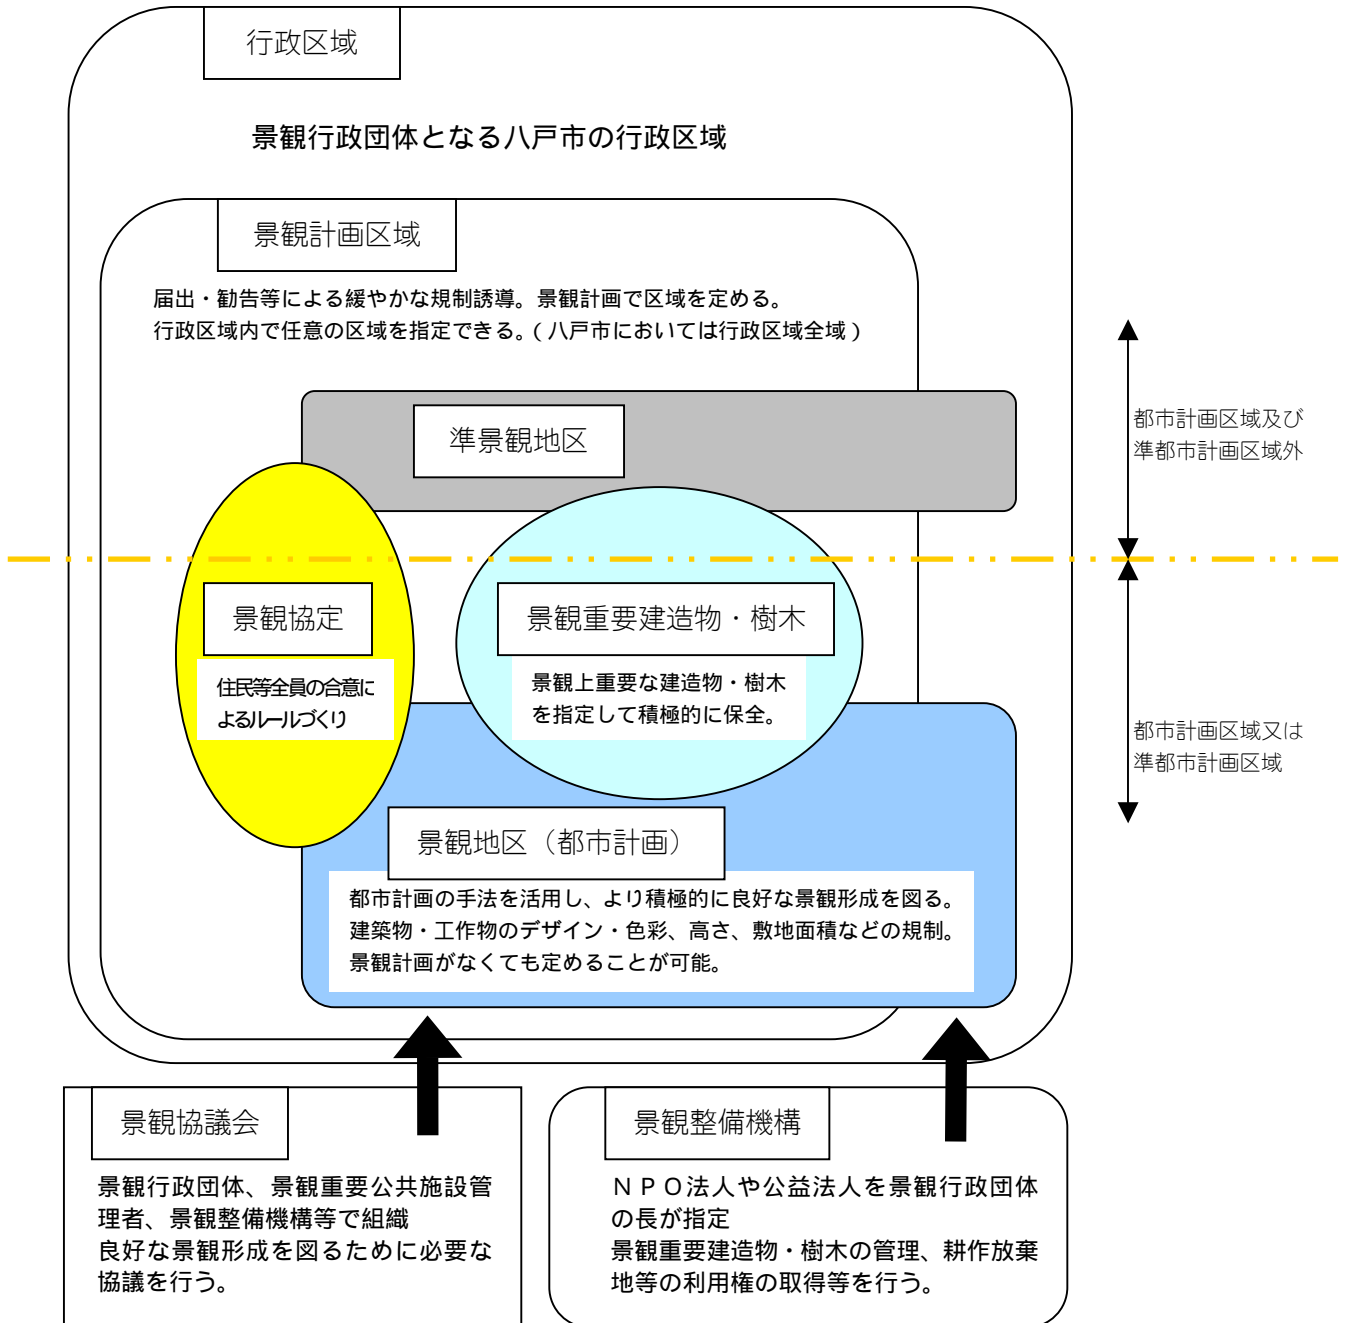 行政区域
景観行政団体となる八戸市の行政区域
景観計画区域
届出・勧告等による緩やかな規制誘導。景観計画で区域を定める。
行政区域内で任意の区域を指定できる。(八戸市においては行政区域全域)
準景観地区
都市計画区域及び
準都市計画区域外
景観協定
住民等全員の合意に
よるルールづくり
景観重要建造物・樹木
景観上重要な建造物・樹木
を指定して積極的に保全。
都市計画区域又は
準都市計画区域
景観地区（都市計画）
都市計画の手法を活用し、より積極的に良好な景観形成を図る。
建築物・工作物のデザイン・色彩、高さ、敷地面積などの規制。
景観計画がなくても定めることが可能。
景観協議会
景観行政団体、景観重要公共施設管
理者、景観整備機構等で組織
良好な景観形成を図るために必要な
協議を行う。
景観整備機構
ＮＰＯ法人や公益法人を景観行政団体
の長が指定
景観重要建造物・樹木の管理、耕作放棄
地等の利用権の取得等を行う。